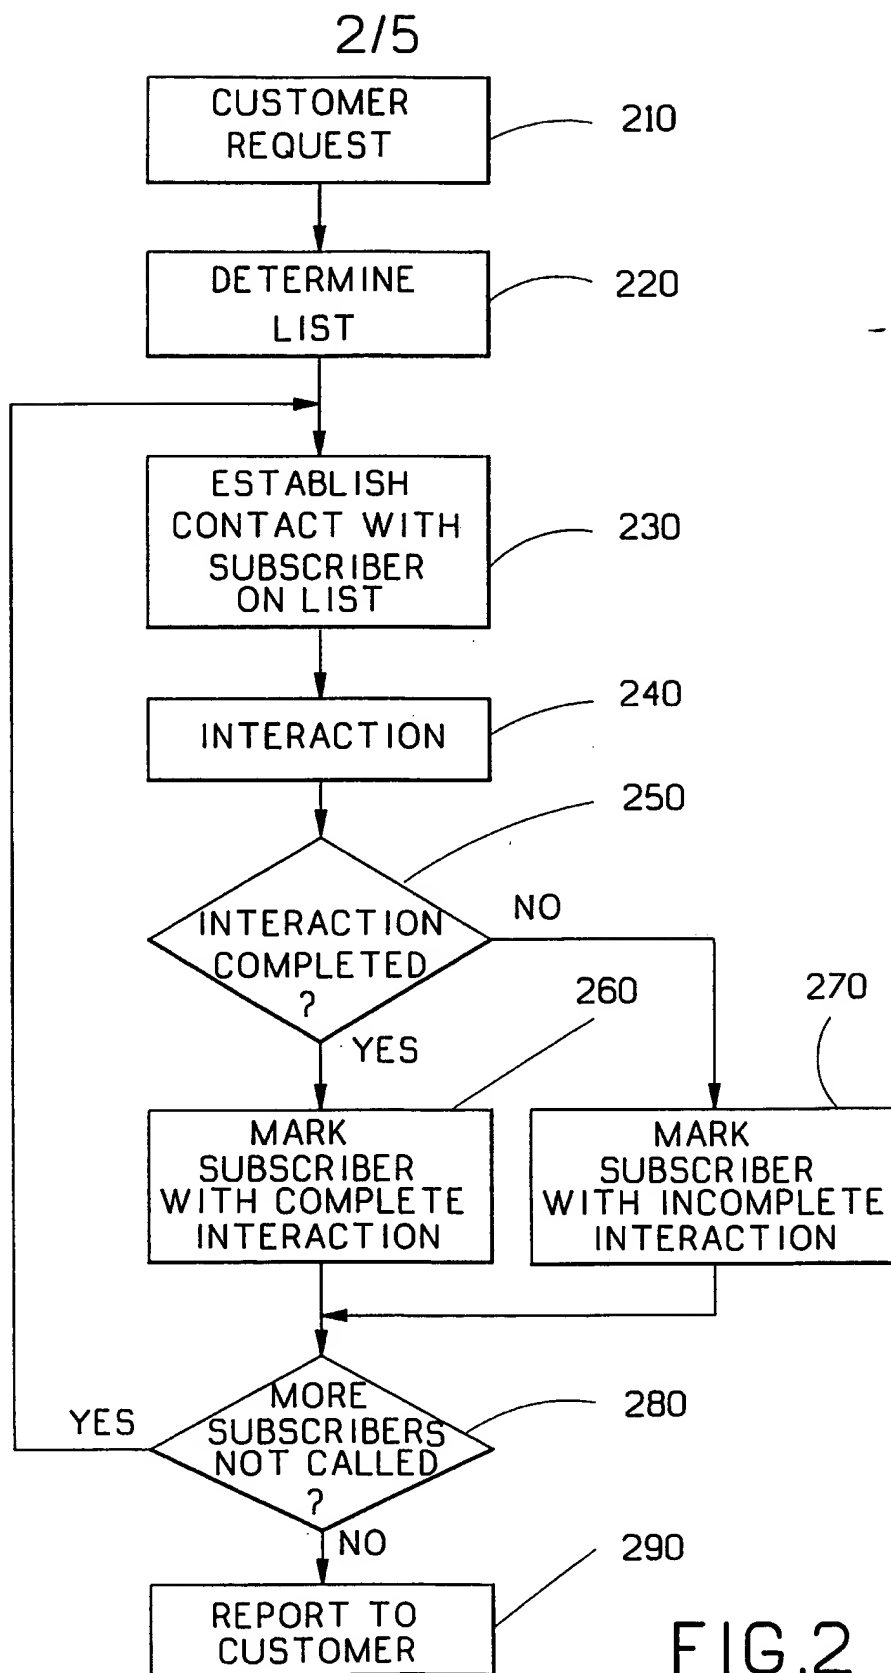 2/5
CUSTOMER
REQUEST
210
DETERMINE
LIST
220
ESTABLISH
CONTACT WITH
SUBSCRIBER
ON LIST
230
INTERACTION
240
250
INTERACTION
COMPLETED
?
NO
YES
260
270
MARK
SUBSCRIBER
WITH COMPLETE
INTERACTION
MARK
SUBSCRIBER
WITH INCOMPLETE
INTERACTION
MORE
SUBSCRIBERS
NOT CALLED
?
YES
280
NO
290
REPORT TO
CUSTOMER
FIG.2